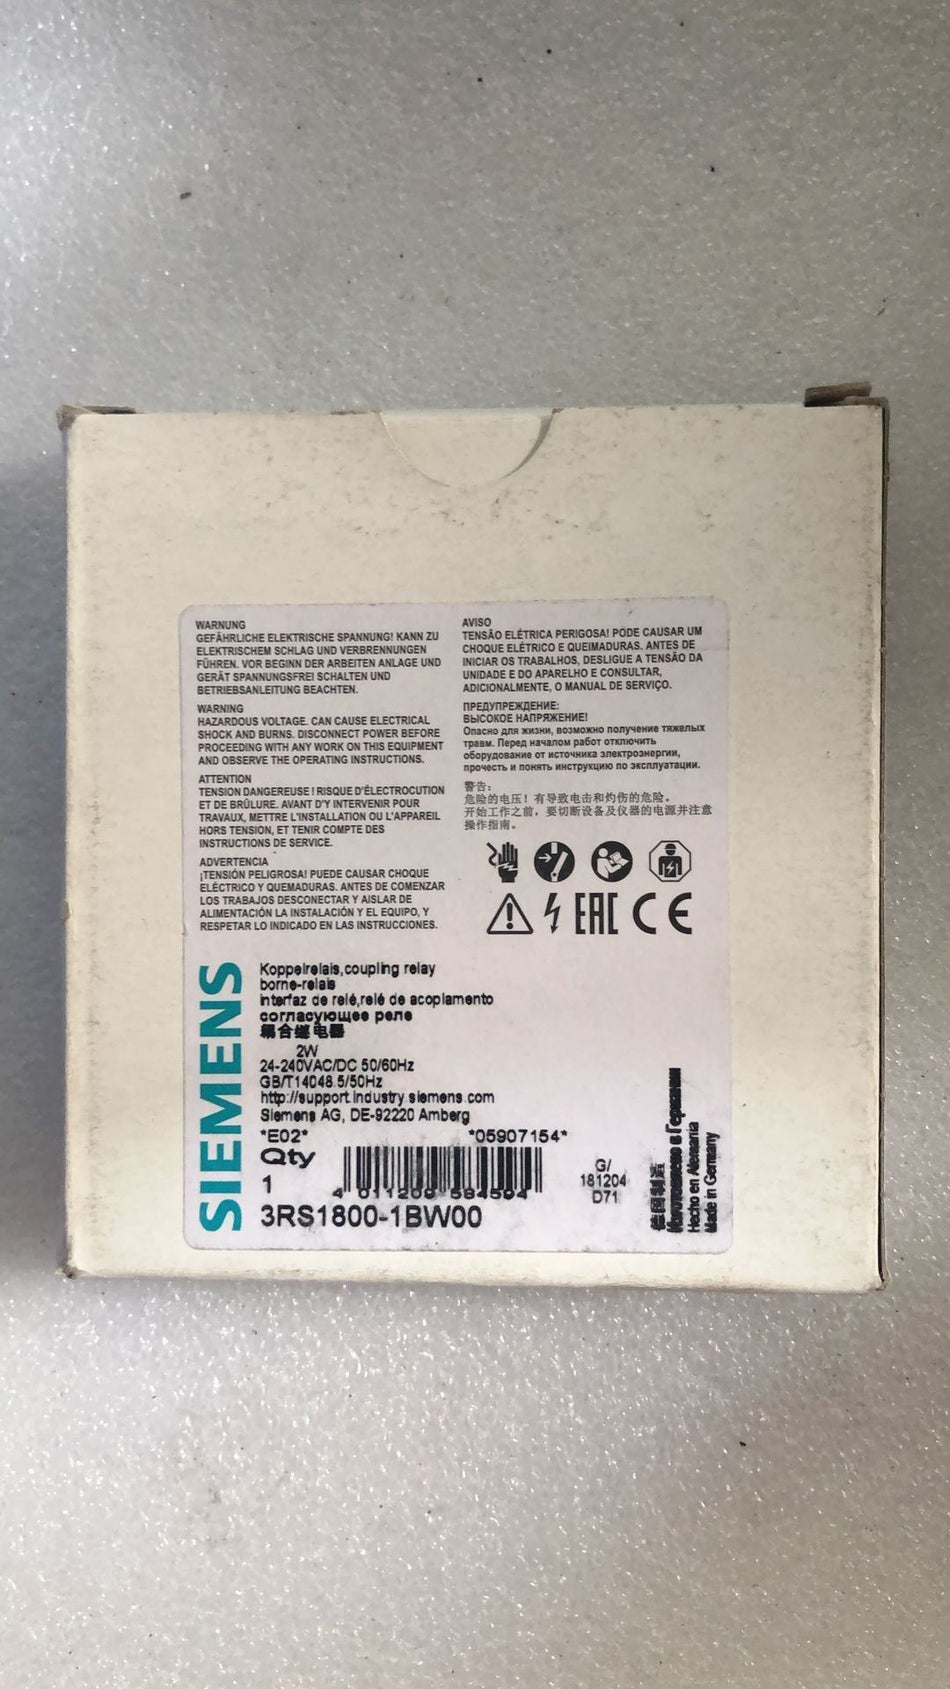 WARNUNG
GEFÄHRLICHE ELEKTRISCHE SPANNUNG! KANN ZU
ELEKTRISCHEM SCHLAG UND VERBRENNUNGEN
FÜHREN. VOR BEGINN DER ARBEITEN ANLAGE UND
GERÄT SPANNUNGSFREI SCHALTEN UND
BETRIEBSANLEITUNG BEACHTEN.
WARNING
HAZARDOUS VOLTAGE. CAN CAUSE ELECTRICAL
SHOCK AND BURNS. DISCONNECT POWER BEFORE
PROCEEDING WITH ANY WORK ON THIS EQUIPMENT
AND OBSERVE THE OPERATING INSTRUCTIONS.
ATTENTION
TENSION DANGEREUSE ! RISQUE D'ÉLECTROCUTION
ET DE BRÛLURE. AVANT D'Y INTERVENIR POUR
TRAVAUX, METTRE L'INSTALLATION OU L'APPAREIL
HORS TENSION, ET TENIR COMPTE DES
INSTRUCTIONS DE SERVICE.
ADVERTENCIA
¡TENSIÓN PELIGROSA! PUEDE CAUSAR CHOQUE
ELÉCTRICO Y QUEMADURAS. ANTES DE COMENZAR
LOS TRABAJOS DESCONECTAR Y AISLAR DE
ALIMENTACIÓN LA INSTALACIÓN Y EL EQUIPO, Y
RESPETAR LO INDICADO EN LAS INSTRUCCIONES.
AVISO
TENSÃO ELÉTRICA PERIGOSA! PODE CAUSAR UM
CHOQUE ELÉTRICO E QUEIMADURAS. ANTES DE
INICIAR OS TRABALHOS, DESLIGUE A TENSÃO DA
UNIDADE E DO APARELHO E CONSULTAR,
ADICIONALMENTE, O MANUAL DE SERVIÇO.
ПРЕДУПРЕЖДЕНИЕ:
ВЫСОКОЕ НАПРЯЖЕНИЕ!
Опасно для жизни, возможно получение тяжелых
травм. Перед началом работ отключить
оборудование от источника электроэнергии,
прочесть и понять инструкцию по эксплуатации.
警告:
危险的电压! 有导致电击和灼伤的危险。
开始工作之前, 要切断设备及仪器的电源并注意
操作指南。
EAC CE
SIEMENS
Koppelrelais,coupling relay
borne-relais
interfaz de relé,relé de acoplamento
согласующее реле
耦合继电器
2W
24-240VAC/DC 50/60Hz
GB/T14048.5/50Hz
http://support.industry.siemens.com
Siemens AG, DE-92220 Amberg
*E02* *05907154*
Qty
1
4 011209 584594
3RS1800-1BW00
G/
181204
D71
德国制造
Изготовлено в Германии
Hecho en Alemania
Made in Germany